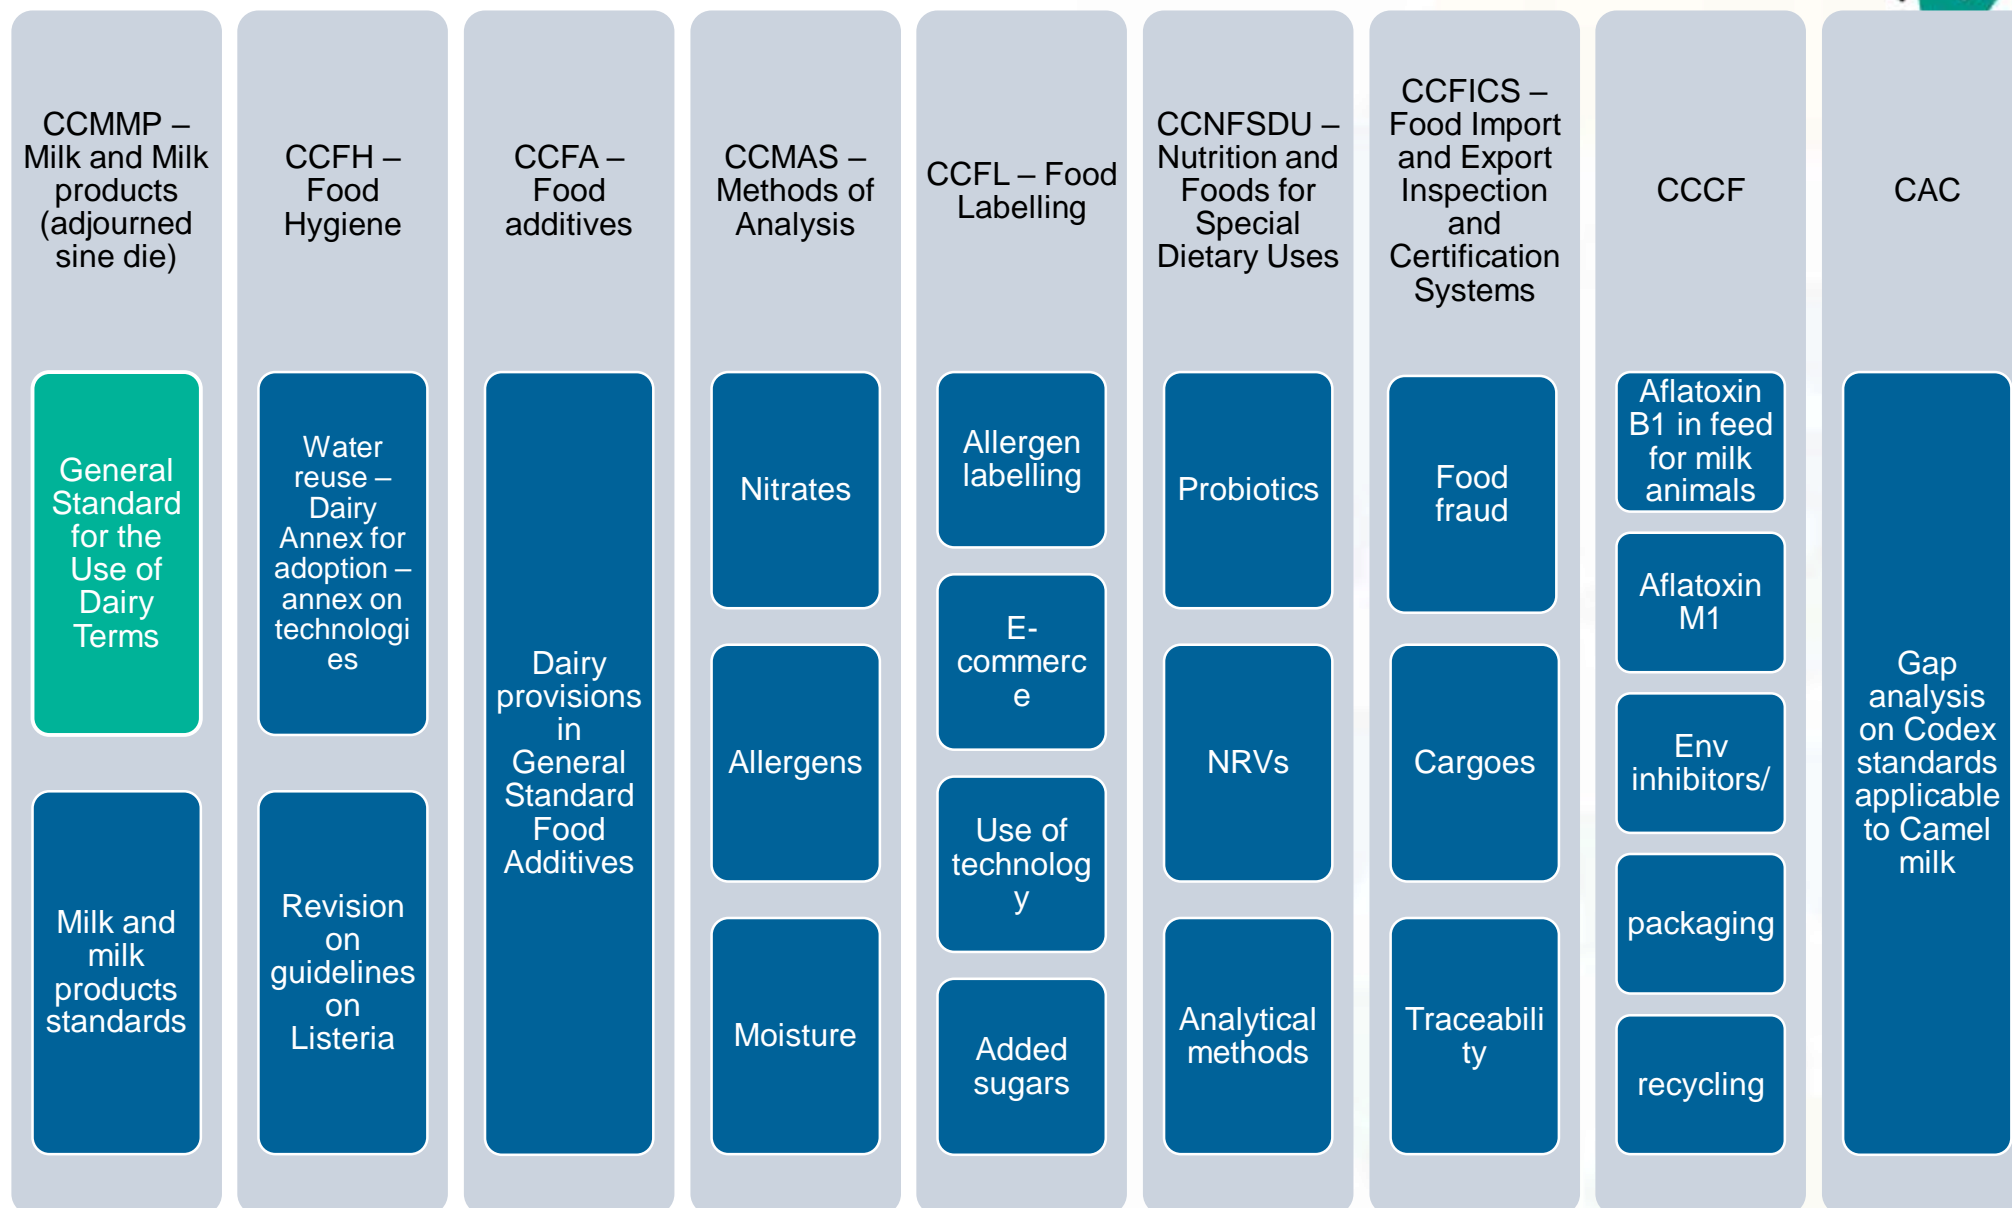 CCMMP –
Milk and Milk
products
(adjourned
sine die)
General
Standard
for the
Use of
Dairy
Terms
Milk and
milk
products
standards
CCFH –
Food
Hygiene
Water
reuse –
Dairy
Annex for
adoption –
annex on
technologi
es
Revision
on
guidelines
on
Listeria
CCFA –
Food
additives
Dairy
provisions
in
General
Standard
Food
Additives
CCMAS –
Methods of
Analysis
Nitrates
Allergens
Moisture
CCFL – Food
Labelling
Allergen
labelling
E-
commerc
e
Use of
technolog
y
Added
sugars
CCNFSDU –
Nutrition and
Foods for
Special
Dietary Uses
Probiotics
NRVs
Analytical
methods
CCFICS –
Food Import
and Export
Inspection
and
Certification
Systems
Food
fraud
Cargoes
Traceabili
ty
CCCF
Aflatoxin
B1 in feed
for milk
animals
Aflatoxin
M1
Env
inhibitors/
packaging
recycling
CAC
Gap
analysis
on Codex
standards
applicable
to Camel
milk